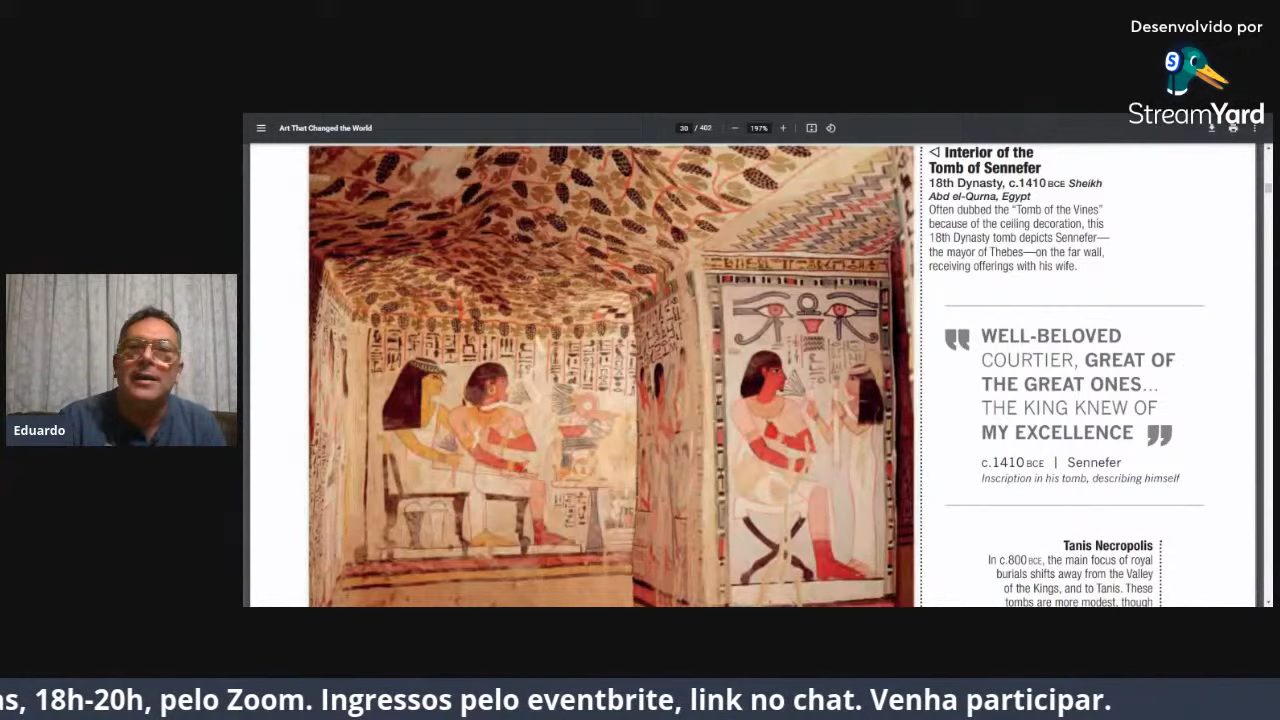 Desenvolvido por
StreamYard
Art That Changed the World
30 / 402
197%
Interior of the
Tomb of Sennefer
18th Dynasty, c.1410 BCE Sheikh
Abd el-Qurna, Egypt
Often dubbed the “Tomb of the Vines”
because of the ceiling decoration, this
18th Dynasty tomb depicts Sennefer—
the mayor of Thebes—on the far wall,
receiving offerings with his wife.
“ WELL-BELOVED
COURTIER, GREAT OF
THE GREAT ONES...
THE KING KNEW OF
MY EXCELLENCE ”
c.1410 BCE | Sennefer
Inscription in his tomb, describing himself
Tanis Necropolis
In c.800 BCE, the main focus of royal
burials shifts away from the Valley
of the Kings, and to Tanis. These
tombs are more modest, though
Eduardo
as, 18h-20h, pelo Zoom. Ingressos pelo eventbrite, link no chat. Venha participar.